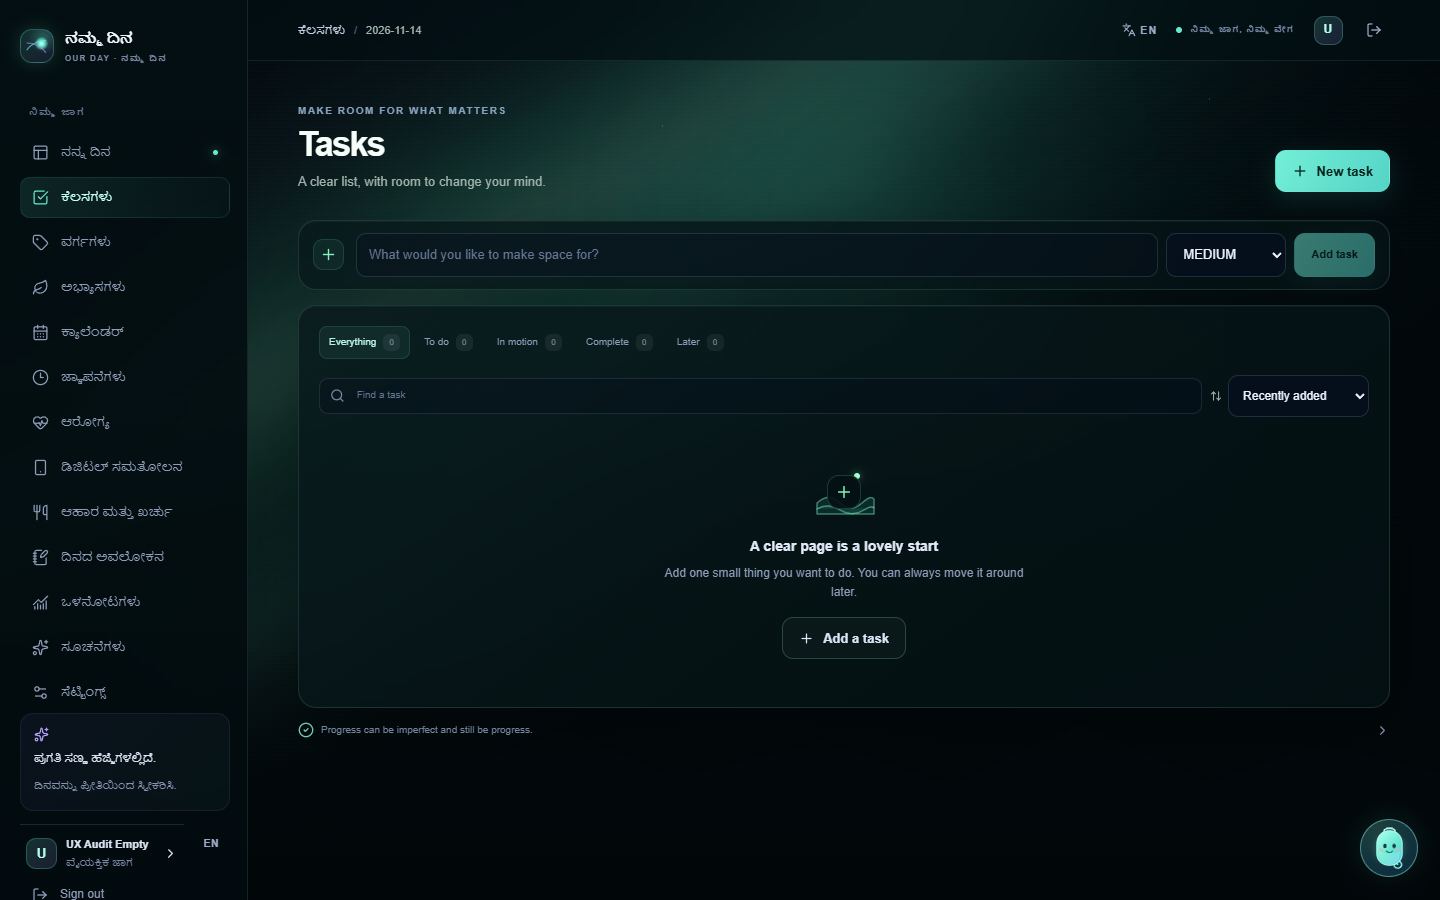 ನಮ್ಮ ದಿನ
OUR DAY · ನಮ್ಮ ದಿನ
ನಿಮ್ಮ ಜಾಗ
ನನ್ನ ದಿನ
ಕೆಲಸಗಳು
ವರ್ಗಗಳು
ಅಭ್ಯಾಸಗಳು
ಕ್ಯಾಲೆಂಡರ್
ಜ್ಞಾಪನೆಗಳು
ಆರೋಗ್ಯ
ಡಿಜಿಟಲ್ ಸಮತೋಲನ
ಆಹಾರ ಮತ್ತು ಖರ್ಚು
ದಿನದ ಅವಲೋಕನ
ಒಳನೋಟಗಳು
ಸೂಚನೆಗಳು
ಸೆಟ್ಟಿಂಗ್ಸ್
ಪ್ರಗತಿ ಸಣ್ಣ ಹೆಜ್ಜೆಗಳಲ್ಲಿದೆ.
ದಿನವನ್ನು ಪ್ರೀತಿಯಿಂದ ಸ್ವೀಕರಿಸಿ.
U UX Audit Empty EN
ವೈಯಕ್ತಿಕ ಜಾಗ
Sign out
ಕೆಲಸಗಳು / 2026-11-14
EN ನಿಮ್ಮ ಜಾಗ, ನಿಮ್ಮ ವೇಗ U
MAKE ROOM FOR WHAT MATTERS
Tasks
A clear list, with room to change your mind.
New task
What would you like to make space for? MEDIUM Add task
Everything 0 To do 0 In motion 0 Complete 0 Later 0
Find a task Recently added
A clear page is a lovely start
Add one small thing you want to do. You can always move it around
later.
Add a task
Progress can be imperfect and still be progress.